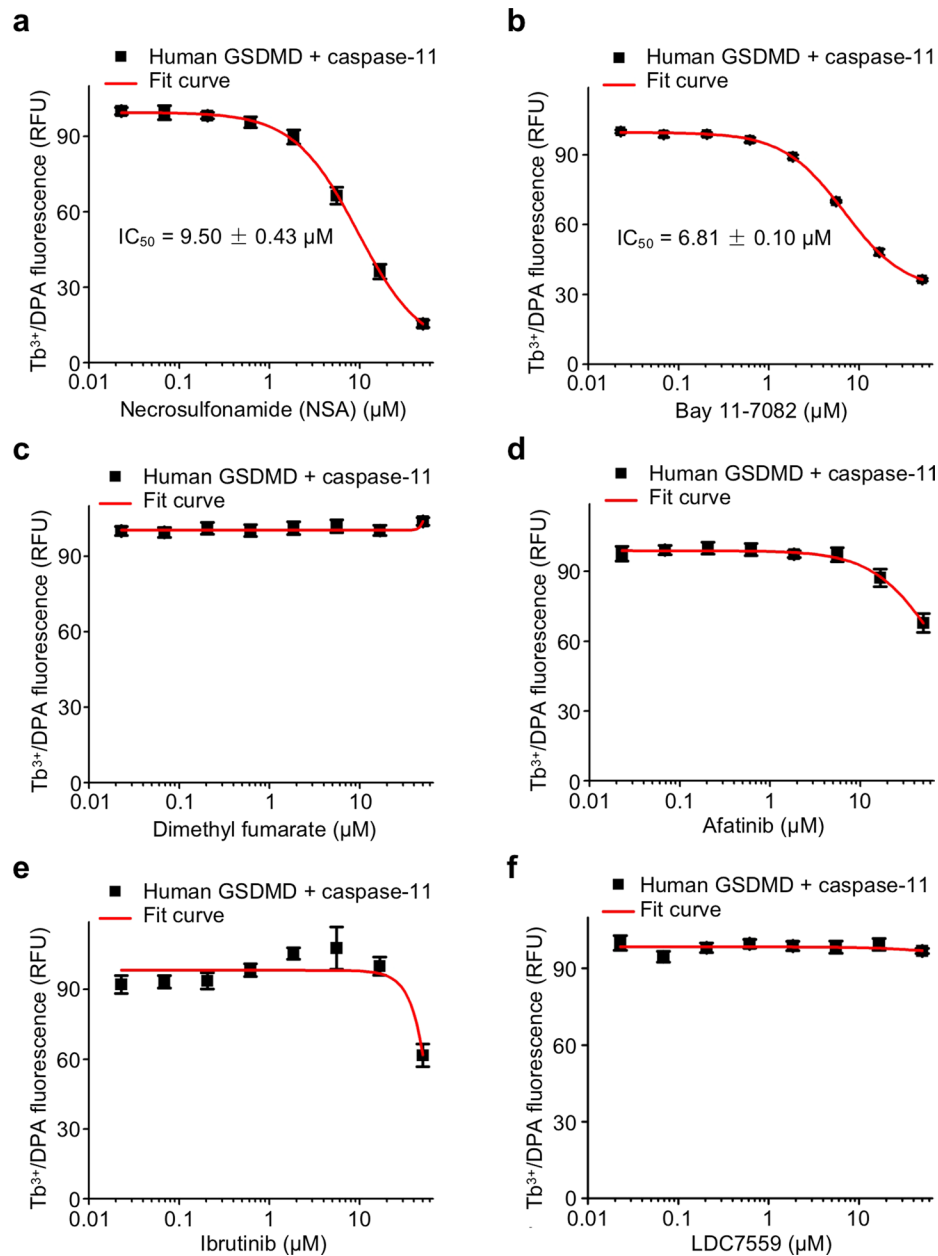 a
Human GSDMD + caspase-11
Fit curve
Tb³⁺/DPA fluorescence (RFU)
90
60
30
0
IC₅₀ = 9.50 ± 0.43 µM
0.01 0.1 1 10
Necrosulfonamide (NSA) (µM)
b
Human GSDMD + caspase-11
Fit curve
Tb³⁺/DPA fluorescence (RFU)
90
60
30
0
IC₅₀ = 6.81 ± 0.10 µM
0.01 0.1 1 10
Bay 11-7082 (µM)
c
Human GSDMD + caspase-11
Fit curve
Tb³⁺/DPA fluorescence (RFU)
90
60
30
0
0.01 0.1 1 10
Dimethyl fumarate (µM)
d
Human GSDMD + caspase-11
Fit curve
Tb³⁺/DPA fluorescence (RFU)
90
60
30
0
0.01 0.1 1 10
Afatinib (µM)
e
Human GSDMD + caspase-11
Fit curve
Tb³⁺/DPA fluorescence (RFU)
90
60
30
0
0.01 0.1 1 10
Ibrutinib (µM)
f
Human GSDMD + caspase-11
Fit curve
Tb³⁺/DPA fluorescence (RFU)
90
60
30
0
0.01 0.1 1 10
LDC7559 (µM)